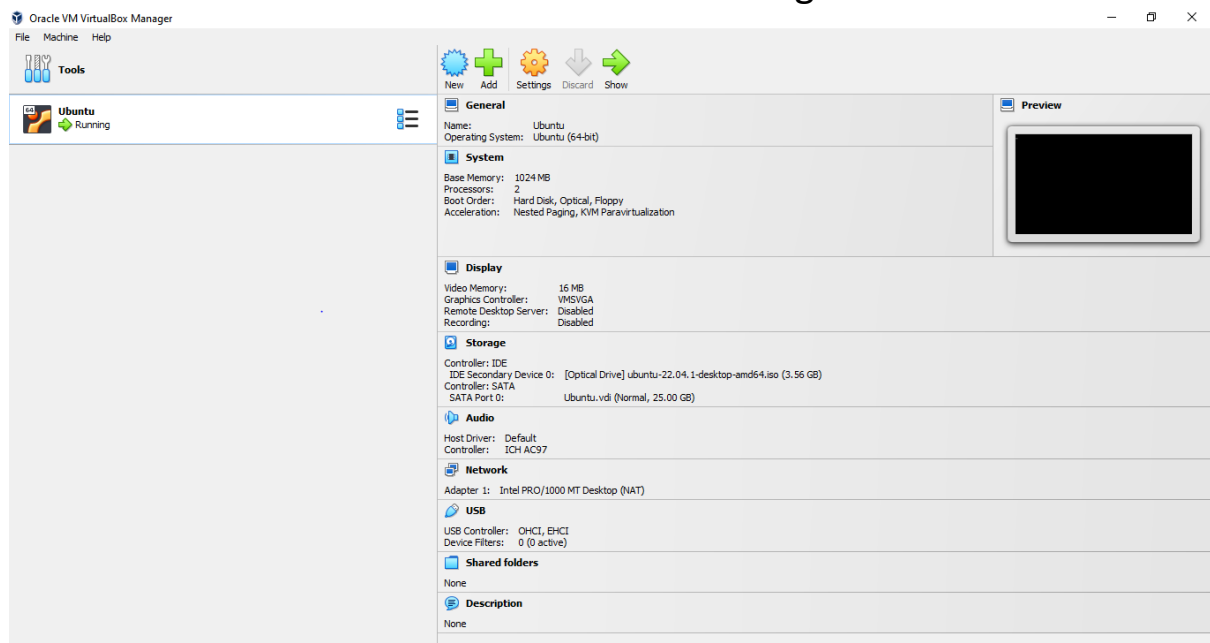 Oracle VM VirtualBox Manager
File Machine Help
Tools
New Add Settings Discard Show
64
Ubuntu
Running
General
Name: Ubuntu
Operating System: Ubuntu (64-bit)
Preview
System
Base Memory: 1024 MB
Processors: 2
Boot Order: Hard Disk, Optical, Floppy
Acceleration: Nested Paging, KVM Paravirtualization
Display
Video Memory: 16 MB
Graphics Controller: VMSVGA
Remote Desktop Server: Disabled
Recording: Disabled
Storage
Controller: IDE
IDE Secondary Device 0: [Optical Drive] ubuntu-22.04.1-desktop-amd64.iso (3.56 GB)
Controller: SATA
SATA Port 0: Ubuntu.vdi (Normal, 25.00 GB)
Audio
Host Driver: Default
Controller: ICH AC97
Network
Adapter 1: Intel PRO/1000 MT Desktop (NAT)
USB
USB Controller: OHCI, EHCI
Device Filters: 0 (0 active)
Shared folders
None
Description
None